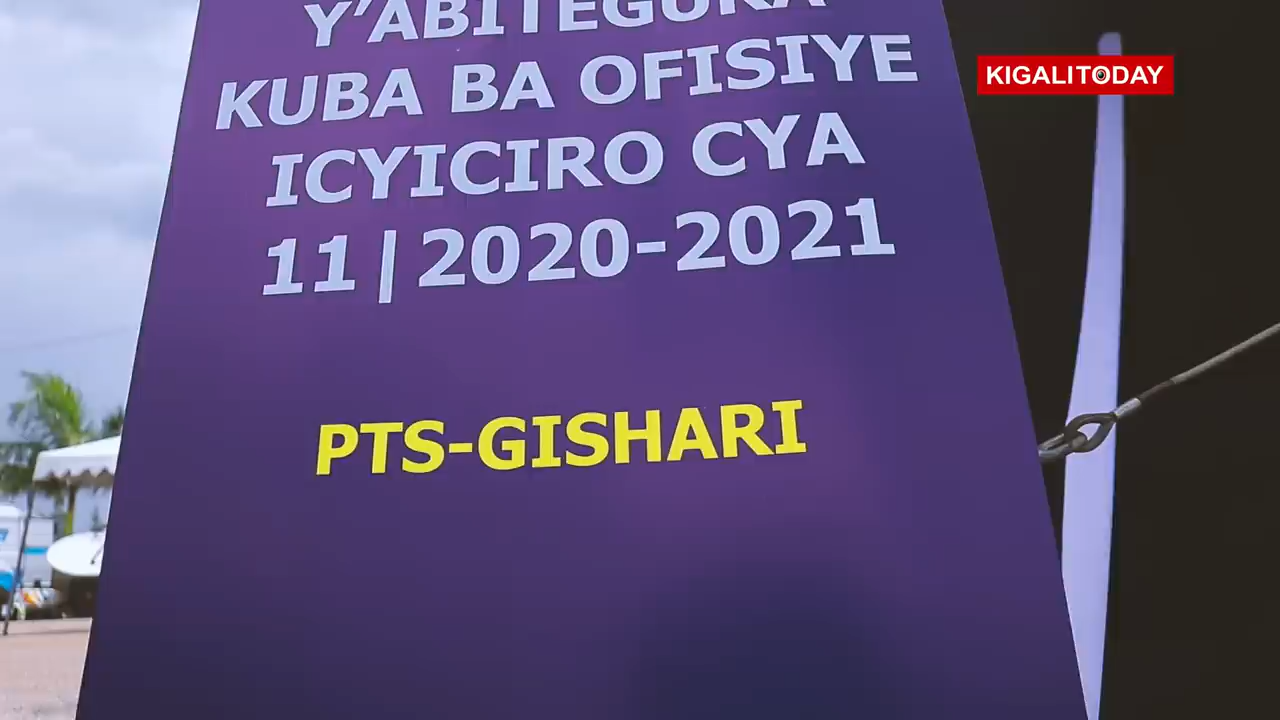 Y'ABITEGURA
KUBA BA OFISIYE
ICYICIRO CYA
11|2020-2021
PTS-GISHARI
KIGALITODAY